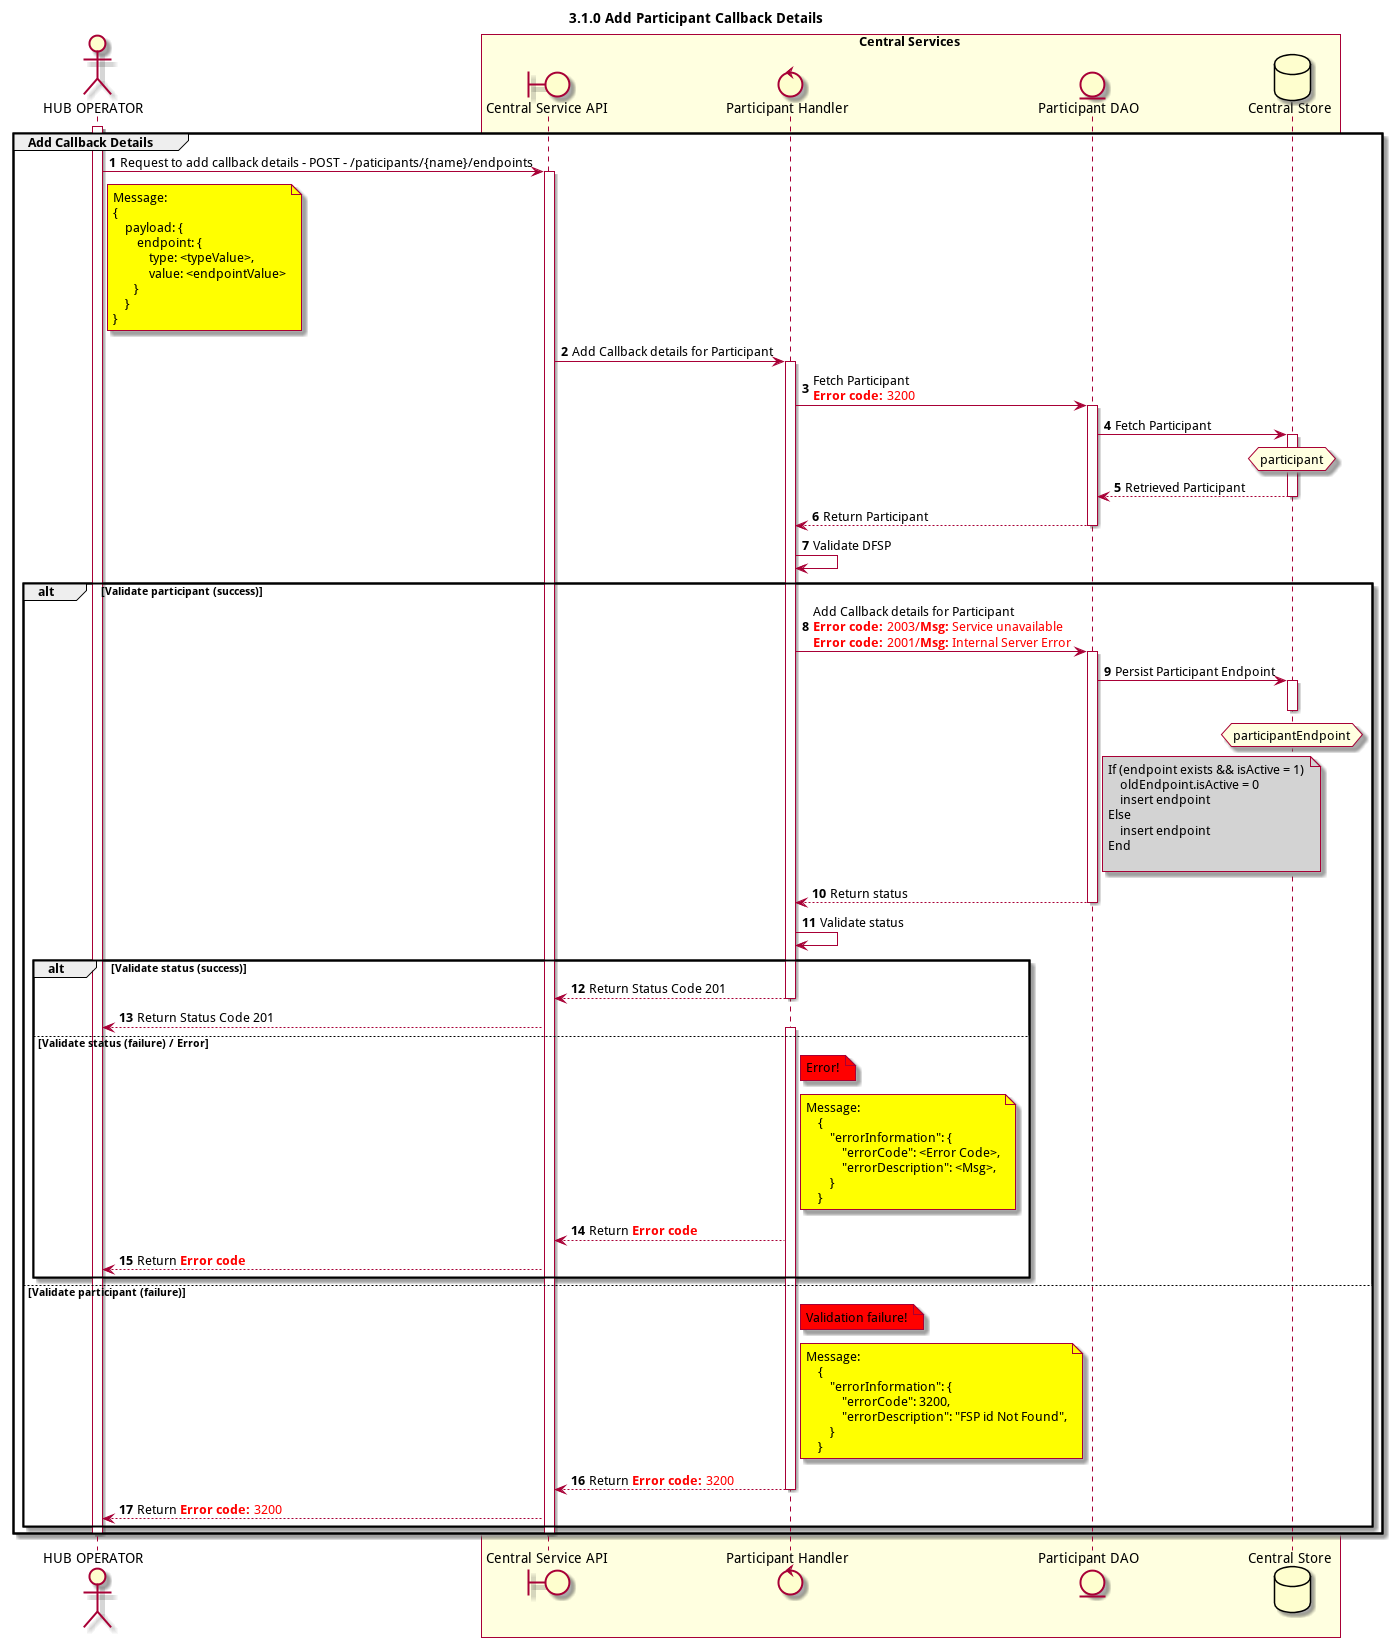 3.1.0 Add Participant Callback Details
Central Services
HUB OPERATOR
Central Service API
Participant Handler
Participant DAO
Central Store
Add Callback Details
1 Request to add callback details - POST - /paticipants/{name}/endpoints
Message:
{
payload: {
endpoint: {
type: <typeValue>,
value: <endpointValue>
}
}
}
2 Add Callback details for Participant
3 Fetch Participant
Error code: 3200
4 Fetch Participant
participant
5 Retrieved Participant
6 Return Participant
7 Validate DFSP
alt [Validate participant (success)]
8 Add Callback details for Participant
Error code: 2003/Msg: Service unavailable
Error code: 2001/Msg: Internal Server Error
9 Persist Participant Endpoint
participantEndpoint
If (endpoint exists && isActive = 1)
oldEndpoint.isActive = 0
insert endpoint
Else
insert endpoint
End
10 Return status
11 Validate status
alt [Validate status (success)]
12 Return Status Code 201
13 Return Status Code 201
[Validate status (failure) / Error]
Error!
Message:
{
"errorInformation": {
"errorCode": <Error Code>,
"errorDescription": <Msg>,
}
}
14 Return Error code
15 Return Error code
[Validate participant (failure)]
Validation failure!
Message:
{
"errorInformation": {
"errorCode": 3200,
"errorDescription": "FSP id Not Found",
}
}
16 Return Error code: 3200
17 Return Error code: 3200
HUB OPERATOR
Central Service API
Participant Handler
Participant DAO
Central Store